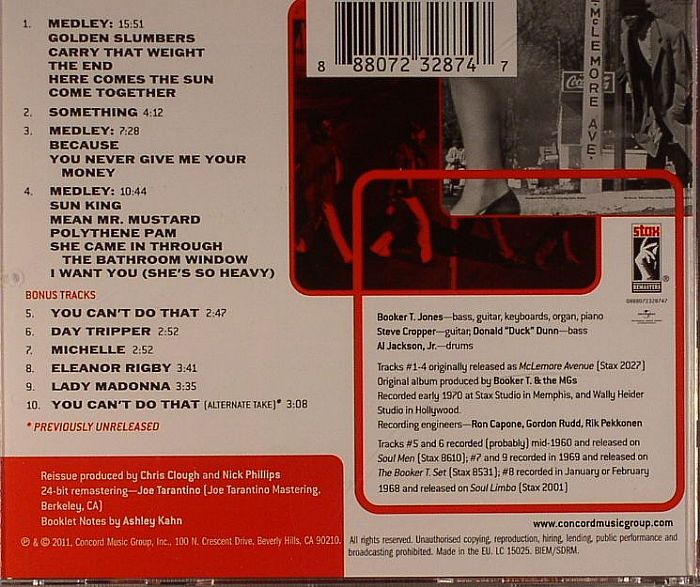 1. MEDLEY: 15:51
GOLDEN SLUMBERS
CARRY THAT WEIGHT
THE END
HERE COMES THE SUN
COME TOGETHER
2. SOMETHING 4:12
3. MEDLEY: 7:28
BECAUSE
YOU NEVER GIVE ME YOUR
MONEY
4. MEDLEY: 10:44
SUN KING
MEAN MR. MUSTARD
POLYTHENE PAM
SHE CAME IN THROUGH
THE BATHROOM WINDOW
I WANT YOU (SHE'S SO HEAVY)
BONUS TRACKS
5. YOU CAN'T DO THAT 2:47
6. DAY TRIPPER 2:52
7. MICHELLE 2:52
8. ELEANOR RIGBY 3:41
9. LADY MADONNA 3:35
10. YOU CAN'T DO THAT (ALTERNATE TAKE)* 3:08
* PREVIOUSLY UNRELEASED
8 88072 32874 7
McLEMORE AVE.
Coca-Cola
stax
REMASTERS
®
0888072328747
UNIVERSAL
Booker T. Jones—bass, guitar, keyboards, organ, piano
Steve Cropper—guitar; Donald "Duck" Dunn—bass
Al Jackson, Jr.—drums
Tracks #1-4 originally released as McLemore Avenue (Stax 2027)
Original album produced by Booker T. & the MGs
Recorded early 1970 at Stax Studio in Memphis, and Wally Heider
Studio in Hollywood.
Recording engineers—Ron Capone, Gordon Rudd, Rik Pekkonen
Tracks #5 and 6 recorded (probably) mid-1960 and released on
Soul Men (Stax 8610); #7 and 9 recorded in 1969 and released on
The Booker T. Set (Stax 8531); #8 recorded in January or February
1968 and released on Soul Limbo (Stax 2001)
Reissue produced by Chris Clough and Nick Phillips
24-bit remastering—Joe Tarantino (Joe Tarantino Mastering,
Berkeley, CA)
Booklet Notes by Ashley Kahn
www.concordmusicgroup.com
℗ & © 2011, Concord Music Group, Inc., 100 N. Crescent Drive, Beverly Hills, CA 90210. All rights reserved. Unauthorised copying, reproduction, hiring, lending, public performance and
broadcasting prohibited. Made in the EU. LC 15025. BIEM/SDRM.